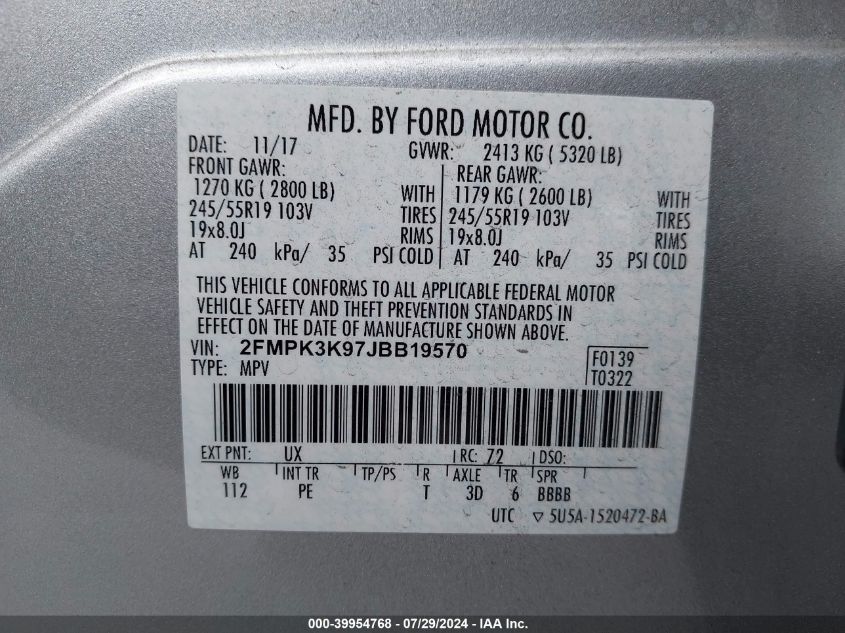 MFD. BY FORD MOTOR CO.
DATE: 11/17 GVWR: 2413 KG ( 5320 LB)
FRONT GAWR: REAR GAWR:
1270 KG ( 2800 LB) WITH 1179 KG ( 2600 LB) WITH
245/55R19 103V TIRES 245/55R19 103V TIRES
19x8.0J RIMS 19x8.0J RIMS
AT 240 kPa/ 35 PSI COLD AT 240 kPa/ 35 PSI COLD
THIS VEHICLE CONFORMS TO ALL APPLICABLE FEDERAL MOTOR
VEHICLE SAFETY AND THEFT PREVENTION STANDARDS IN
EFFECT ON THE DATE OF MANUFACTURE SHOWN ABOVE.
VIN: 2FMPK3K97JBB19570 F0139
TYPE: MPV T0322
EXT PNT: UX RC: 72 DSO:
WB INT TR TP/PS R AXLE TR SPR
112 PE T 3D 6 BBBB
UTC ▽ 5U5A-1520472-BA
000-39954768 / 07/29/2024 - IAA Inc.